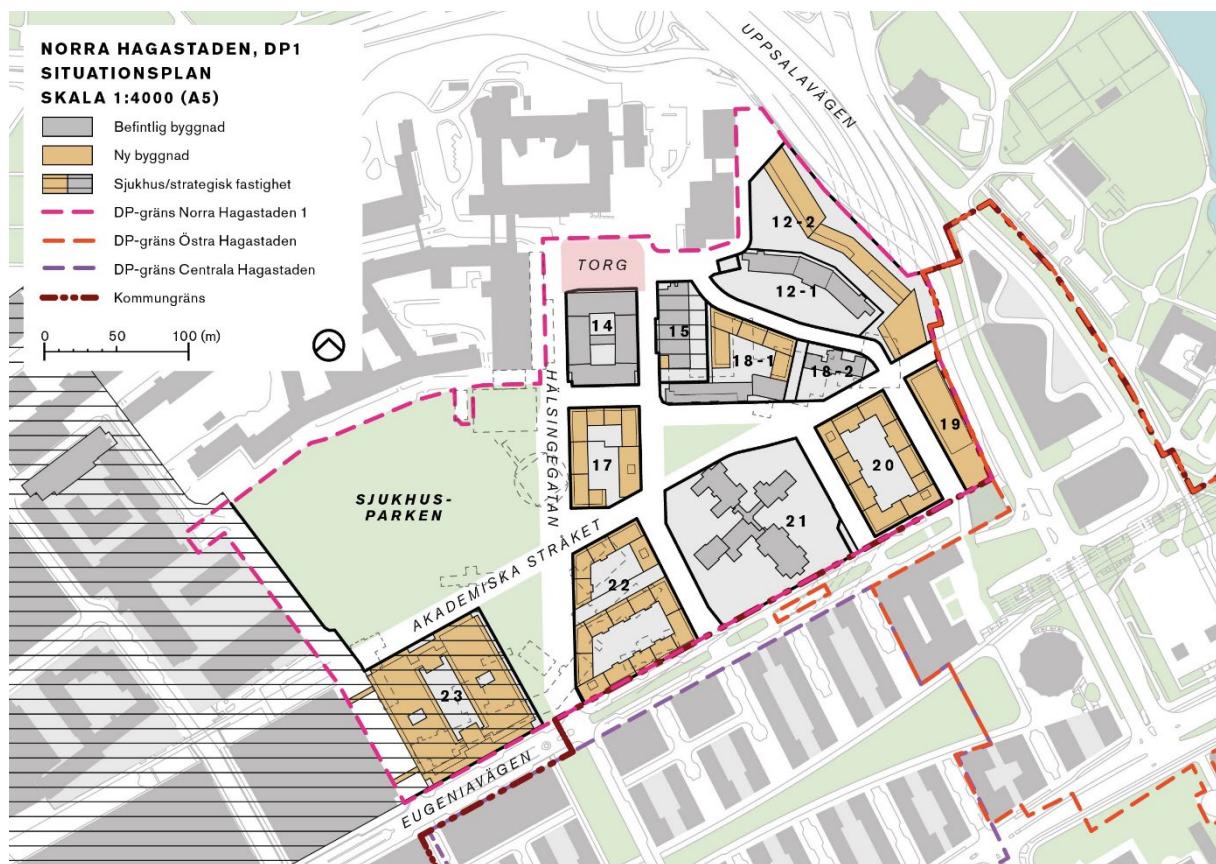 NORRA HAGASTADEN, DP1
SITUATIONSPLAN
SKALA 1:4000 (A5)
Befintlig byggnad
Ny byggnad
Sjukhus/strategisk fastighet
DP-gräns Norra Hagastaden 1
DP-gräns Östra Hagastaden
DP-gräns Centrala Hagastaden
Kommungräns
0 50 100 (m)
UPPSALAVÄGEN
12-2
TORG
12-1
14
15
18-1
18-2
HÄLSINGEGATAN
19
17
20
SJUKHUS-
PARKEN
21
AKADEMISKA STRÅKET
22
23
EUGENIAVÄGEN